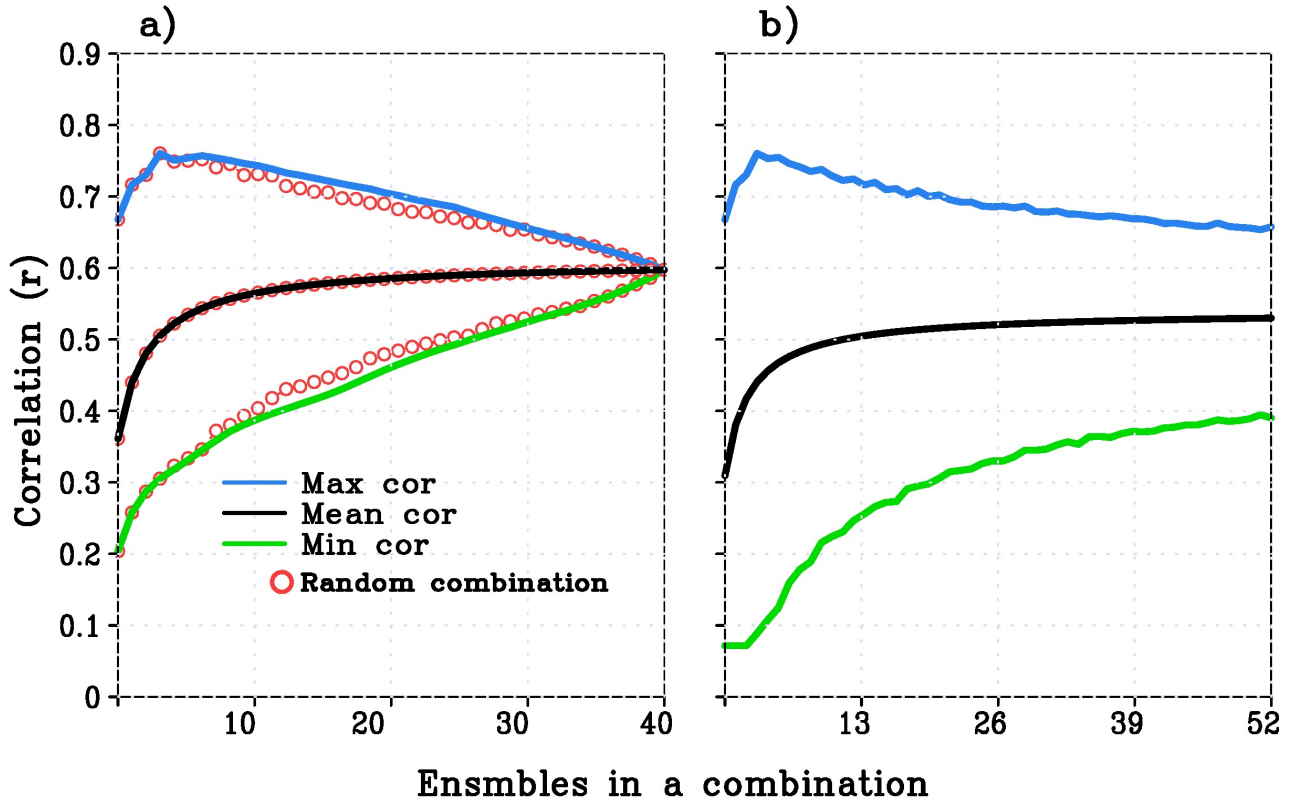 a)
b)
Correlation (r)
0.9
0.8
0.7
0.6
0.5
0.4
0.3
0.2
0.1
0
Max cor
Mean cor
Min cor
Random combination
10 20 30 40
13 26 39 52
Ensmbles in a combination